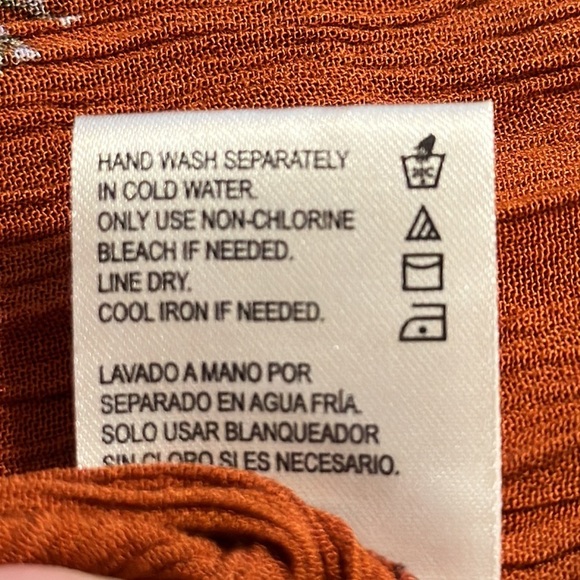 HAND WASH SEPARATELY
IN COLD WATER.
ONLY USE NON-CHLORINE
BLEACH IF NEEDED.
LINE DRY.
COOL IRON IF NEEDED.
LAVADO A MANO POR
SEPARADO EN AGUA FRÍA.
SOLO USAR BLANQUEADOR
SIN CLORO SI ES NECESARIO.